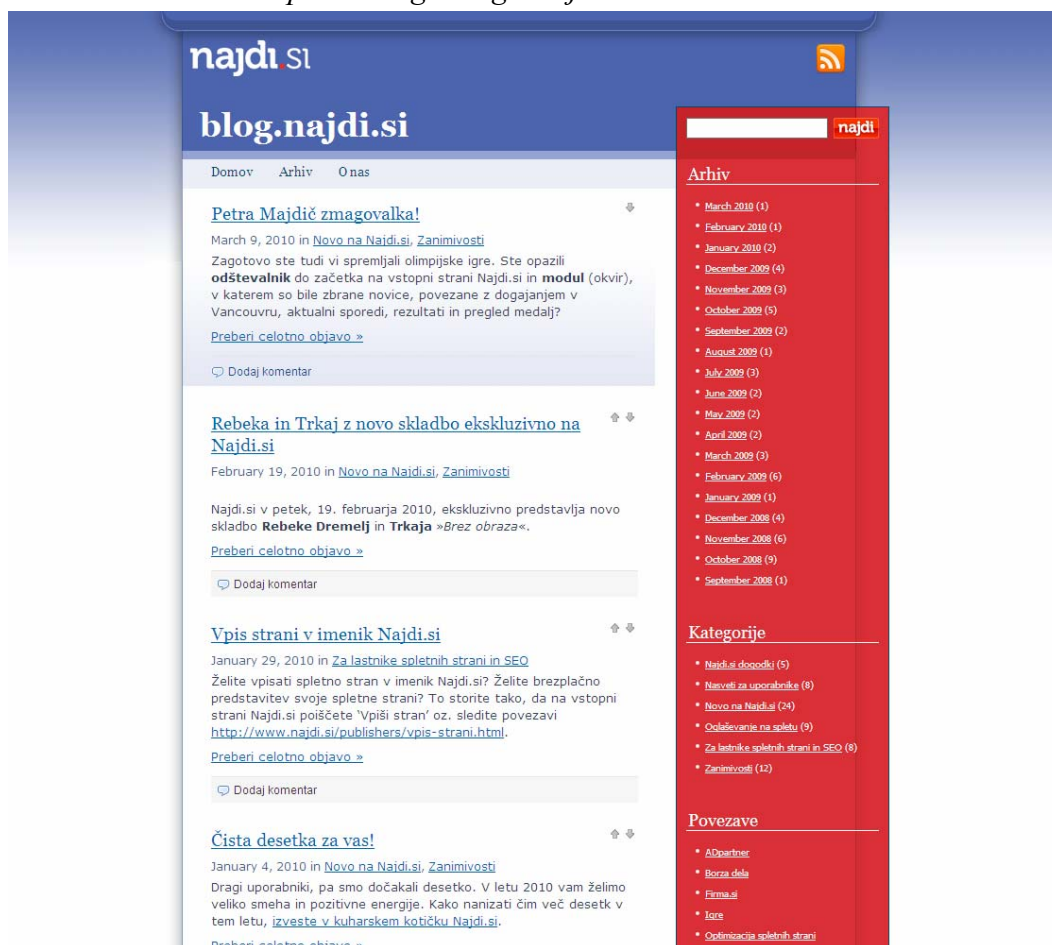 najdi.si
blog.najdi.si
najdi
Domov Arhiv O nas
Petra Majdič zmagovalka!
March 9, 2010 in Novo na Najdi.si, Zanimivosti
Zagotovo ste tudi vi spremljali olimpijske igre. Ste opazili
odštevalnik do začetka na vstopni strani Najdi.si in modul (okvir),
v katerem so bile zbrane novice, povezane z dogajanjem v
Vancouvru, aktualni sporedi, rezultati in pregled medalj?
Preberi celotno objavo »
Dodaj komentar
Rebeka in Trkaj z novo skladbo ekskluzivno na
Najdi.si
February 19, 2010 in Novo na Najdi.si, Zanimivosti
Najdi.si v petek, 19. februarja 2010, ekskluzivno predstavlja novo
skladbo Rebeke Dremelj in Trkaja »Brez obraza«.
Preberi celotno objavo »
Dodaj komentar
Vpis strani v imenik Najdi.si
January 29, 2010 in Za lastnike spletnih strani in SEO
Želite vpisati spletno stran v imenik Najdi.si? Želite brezplačno
predstavitev svoje spletne strani? To storite tako, da na vstopni
strani Najdi.si poiščete 'Vpiši stran' oz. sledite povezavi
http://www.najdi.si/publishers/vpis-strani.html.
Preberi celotno objavo »
Dodaj komentar
Čista desetka za vas!
January 4, 2010 in Novo na Najdi.si, Zanimivosti
Dragi uporabniki, pa smo dočakali desetko. V letu 2010 vam želimo
veliko smeha in pozitivne energije. Kako nanizati čim več desetk v
tem letu, izveste v kuharskem kotičku Najdi.si.
Preberi celotno objavo »
Arhiv
March 2010 (1)
February 2010 (1)
January 2010 (2)
December 2009 (4)
November 2009 (3)
October 2009 (5)
September 2009 (2)
August 2009 (1)
July 2009 (3)
June 2009 (2)
May 2009 (2)
April 2009 (2)
March 2009 (3)
February 2009 (6)
January 2009 (1)
December 2008 (4)
November 2008 (6)
October 2008 (9)
September 2008 (1)
Kategorije
Najdi.si dogodki (5)
Nasveti za uporabnike (8)
Novo na Najdi.si (24)
Oglaševanje na spletu (9)
Za lastnike spletnih strani in SEO (8)
Zanimivosti (12)
Povezave
ADpartner
Borza dela
Firma.si
Igre
Optimizacija spletnih strani